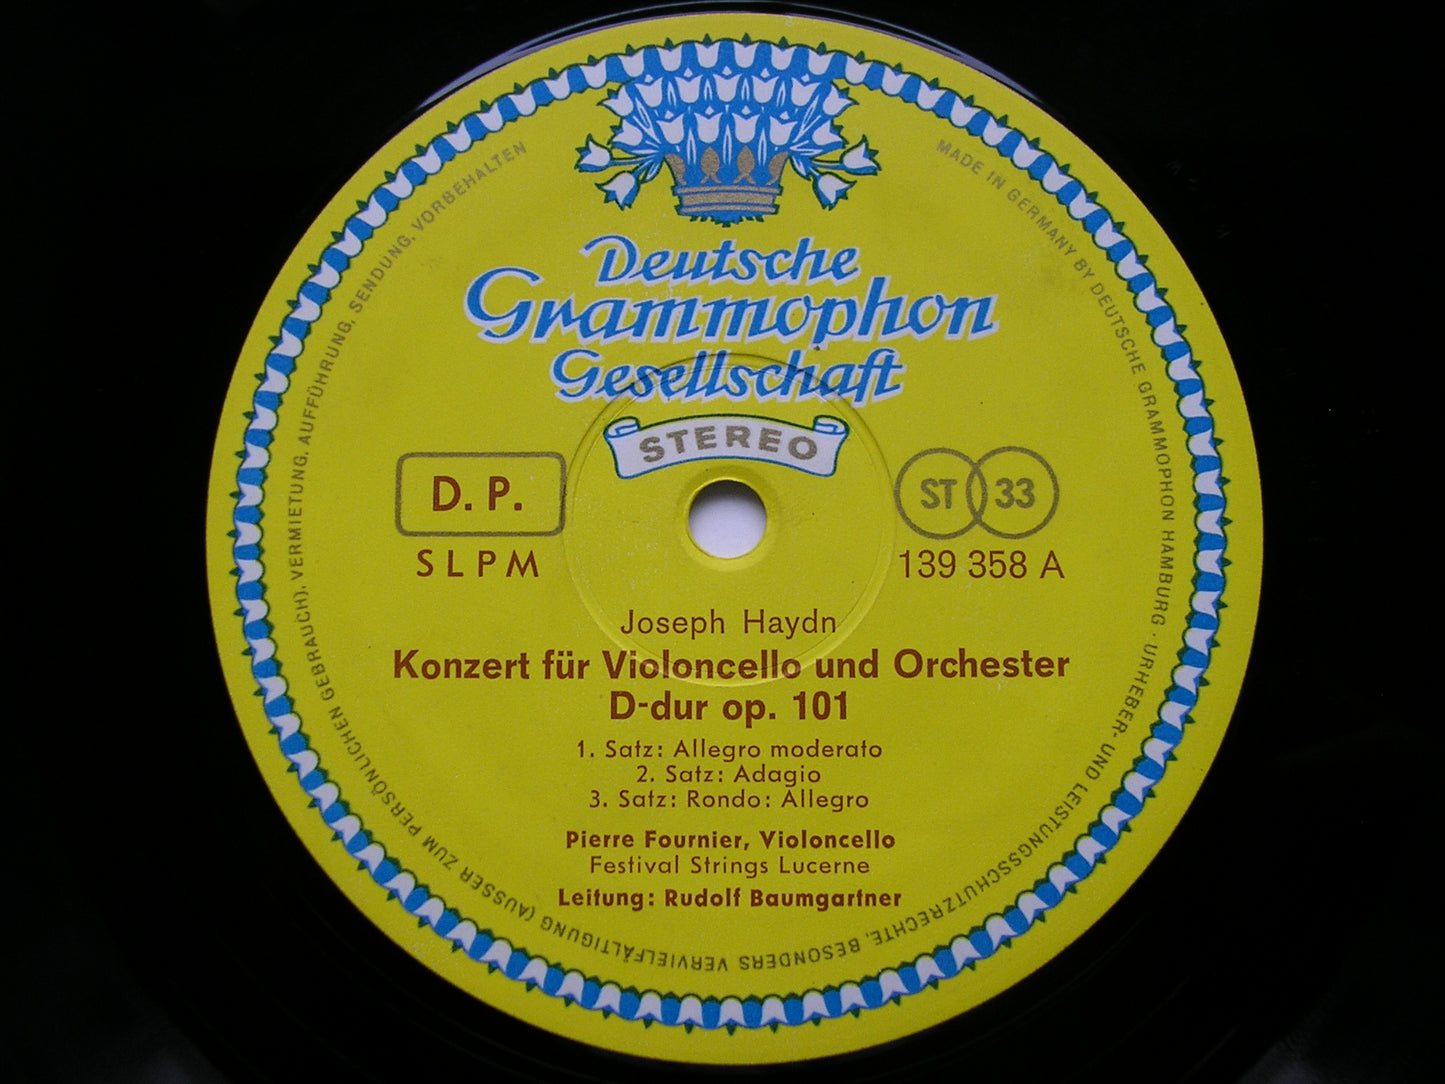 Deutsche
Grammophon
Gesellschaft
STEREO
D. P.
SLPM
ST 33
139 358 A
Joseph Haydn
Konzert für Violoncello und Orchester
D-dur op. 101
1. Satz: Allegro moderato
2. Satz: Adagio
3. Satz: Rondo: Allegro
Pierre Fournier, Violoncello
Festival Strings Lucerne
Leitung: Rudolf Baumgartner
MADE IN GERMANY BY DEUTSCHE GRAMMOPHON HAMBURG · URHEBER- UND LEISTUNGSSCHUTZRECHTE, BESONDERS VERVIELFÄLTIGUNG (AUSSER ZUM PERSÖNLICHEN GEBRAUCH), VERMIETUNG, AUFFÜHRUNG, SENDUNG, VORBEHALTEN